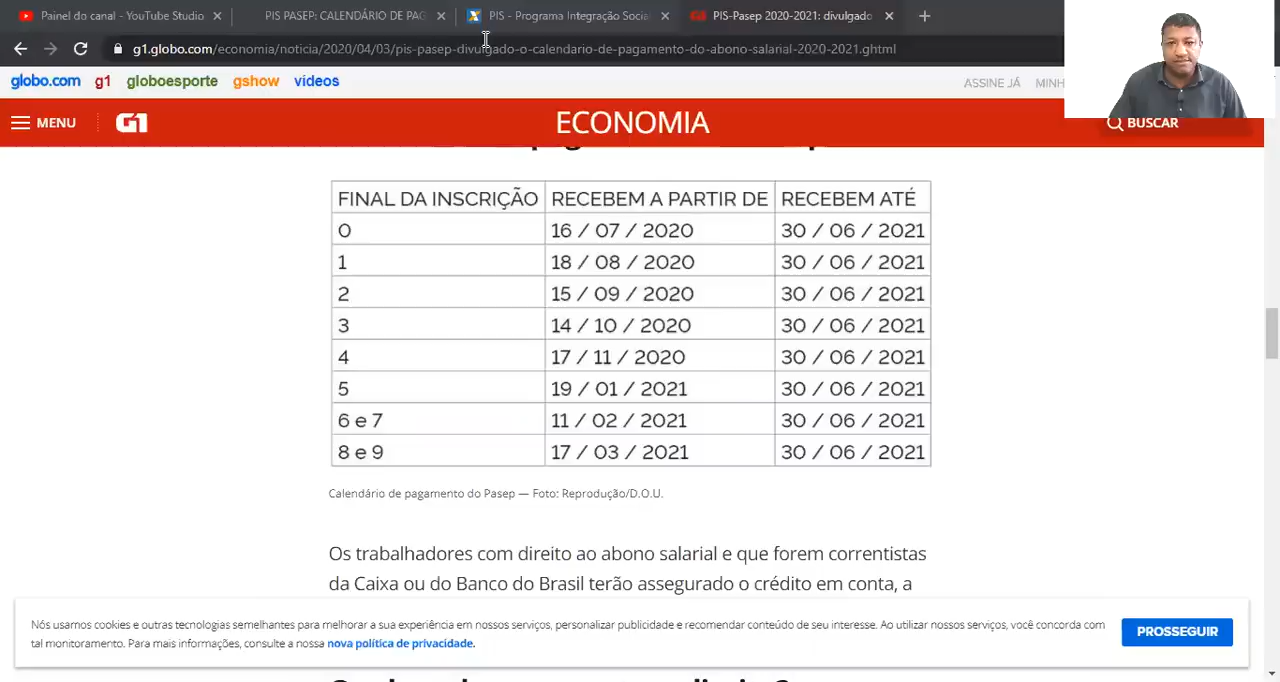 Painel do canal - YouTube Studio
PIS PASEP: CALENDÁRIO DE PAG
PIS - Programa Integração Social
PIS-Pasep 2020-2021: divulgado
g1.globo.com/economia/noticia/2020/04/03/pis-pasep-divulgado-o-calendario-de-pagamento-do-abono-salarial-2020-2021.ghtml
globo.com g1 globoesporte gshow vídeos
ASSINE JÁ MINH
MENU G1 ECONOMIA BUSCAR
FINAL DA INSCRIÇÃO RECEBEM A PARTIR DE RECEBEM ATÉ
0 16 / 07 / 2020 30 / 06 / 2021
1 18 / 08 / 2020 30 / 06 / 2021
2 15 / 09 / 2020 30 / 06 / 2021
3 14 / 10 / 2020 30 / 06 / 2021
4 17 / 11 / 2020 30 / 06 / 2021
5 19 / 01 / 2021 30 / 06 / 2021
6 e 7 11 / 02 / 2021 30 / 06 / 2021
8 e 9 17 / 03 / 2021 30 / 06 / 2021
Calendário de pagamento do Pasep — Foto: Reprodução/D.O.U.
Os trabalhadores com direito ao abono salarial e que forem correntistas
da Caixa ou do Banco do Brasil terão assegurado o crédito em conta, a
Nós usamos cookies e outras tecnologias semelhantes para melhorar a sua experiência em nossos serviços, personalizar publicidade e recomendar conteúdo de seu interesse. Ao utilizar nossos serviços, você concorda com
tal monitoramento. Para mais informações, consulte a nossa nova política de privacidade.
PROSSEGUIR